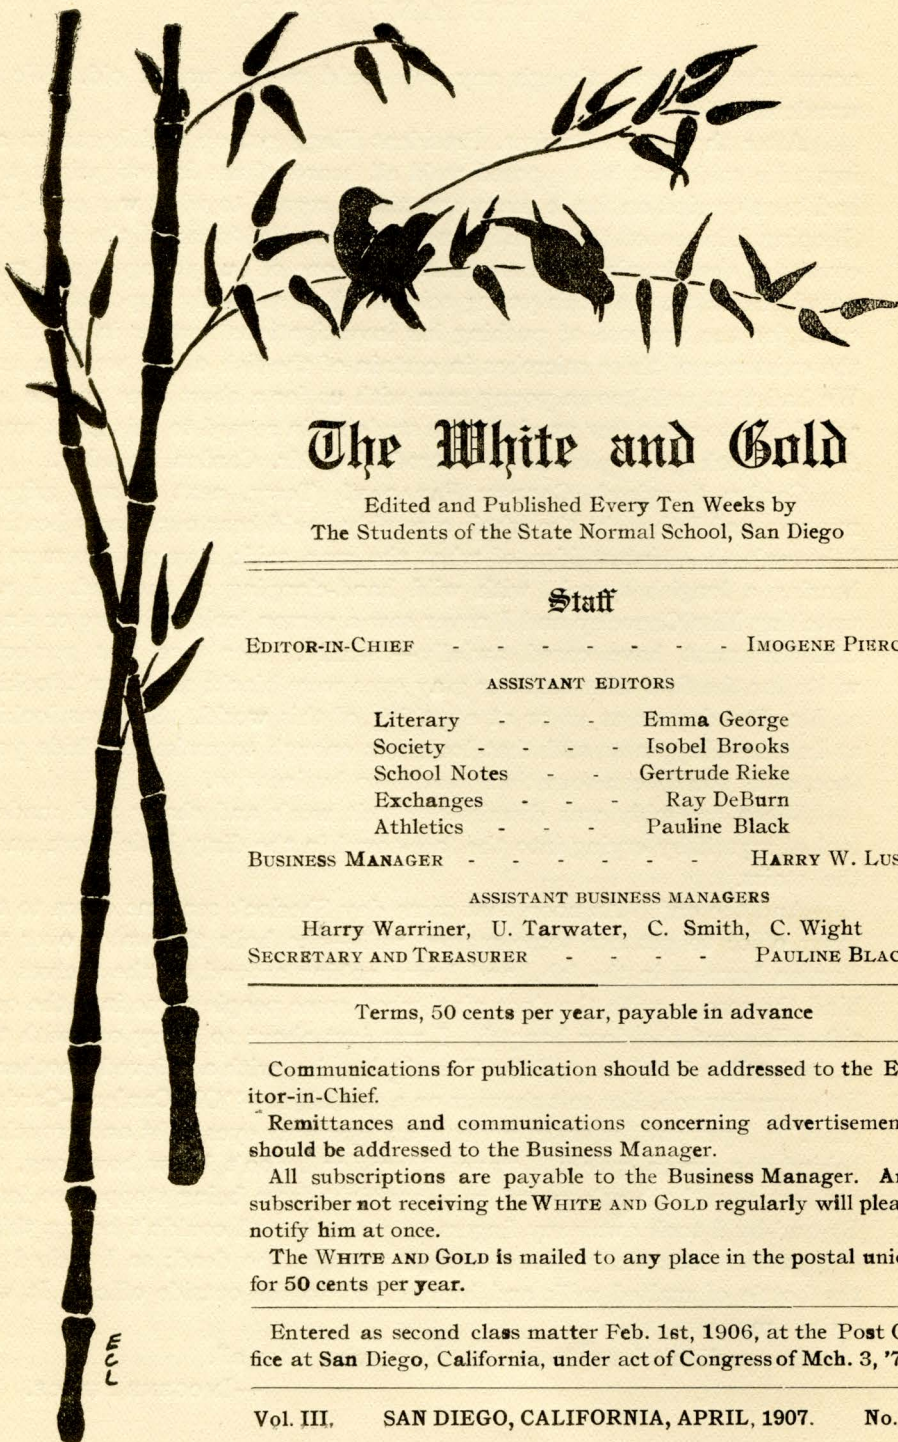 The White and Gold
Edited and Published Every Ten Weeks by
The Students of the State Normal School, San Diego
Staff
EDITOR-IN-CHIEF - - - - - - - IMOGENE PIERC
ASSISTANT EDITORS
Literary - - - Emma George
Society - - - - Isobel Brooks
School Notes - - Gertrude Rieke
Exchanges - - - Ray DeBurn
Athletics - - - Pauline Black
BUSINESS MANAGER - - - - - - HARRY W. LUS
ASSISTANT BUSINESS MANAGERS
Harry Warriner, U. Tarwater, C. Smith, C. Wight
SECRETARY AND TREASURER - - - - PAULINE BLAC
Terms, 50 cents per year, payable in advance
Communications for publication should be addressed to the E
itor-in-Chief.
Remittances and communications concerning advertisemen
should be addressed to the Business Manager.
All subscriptions are payable to the Business Manager. A
subscriber not receiving the WHITE AND GOLD regularly will plea
notify him at once.
The WHITE AND GOLD is mailed to any place in the postal uni
for 50 cents per year.
Entered as second class matter Feb. 1st, 1906, at the Post
fice at San Diego, California, under act of Congress of Mch. 3, '7
ECL
Vol. III. SAN DIEGO, CALIFORNIA, APRIL, 1907. No.